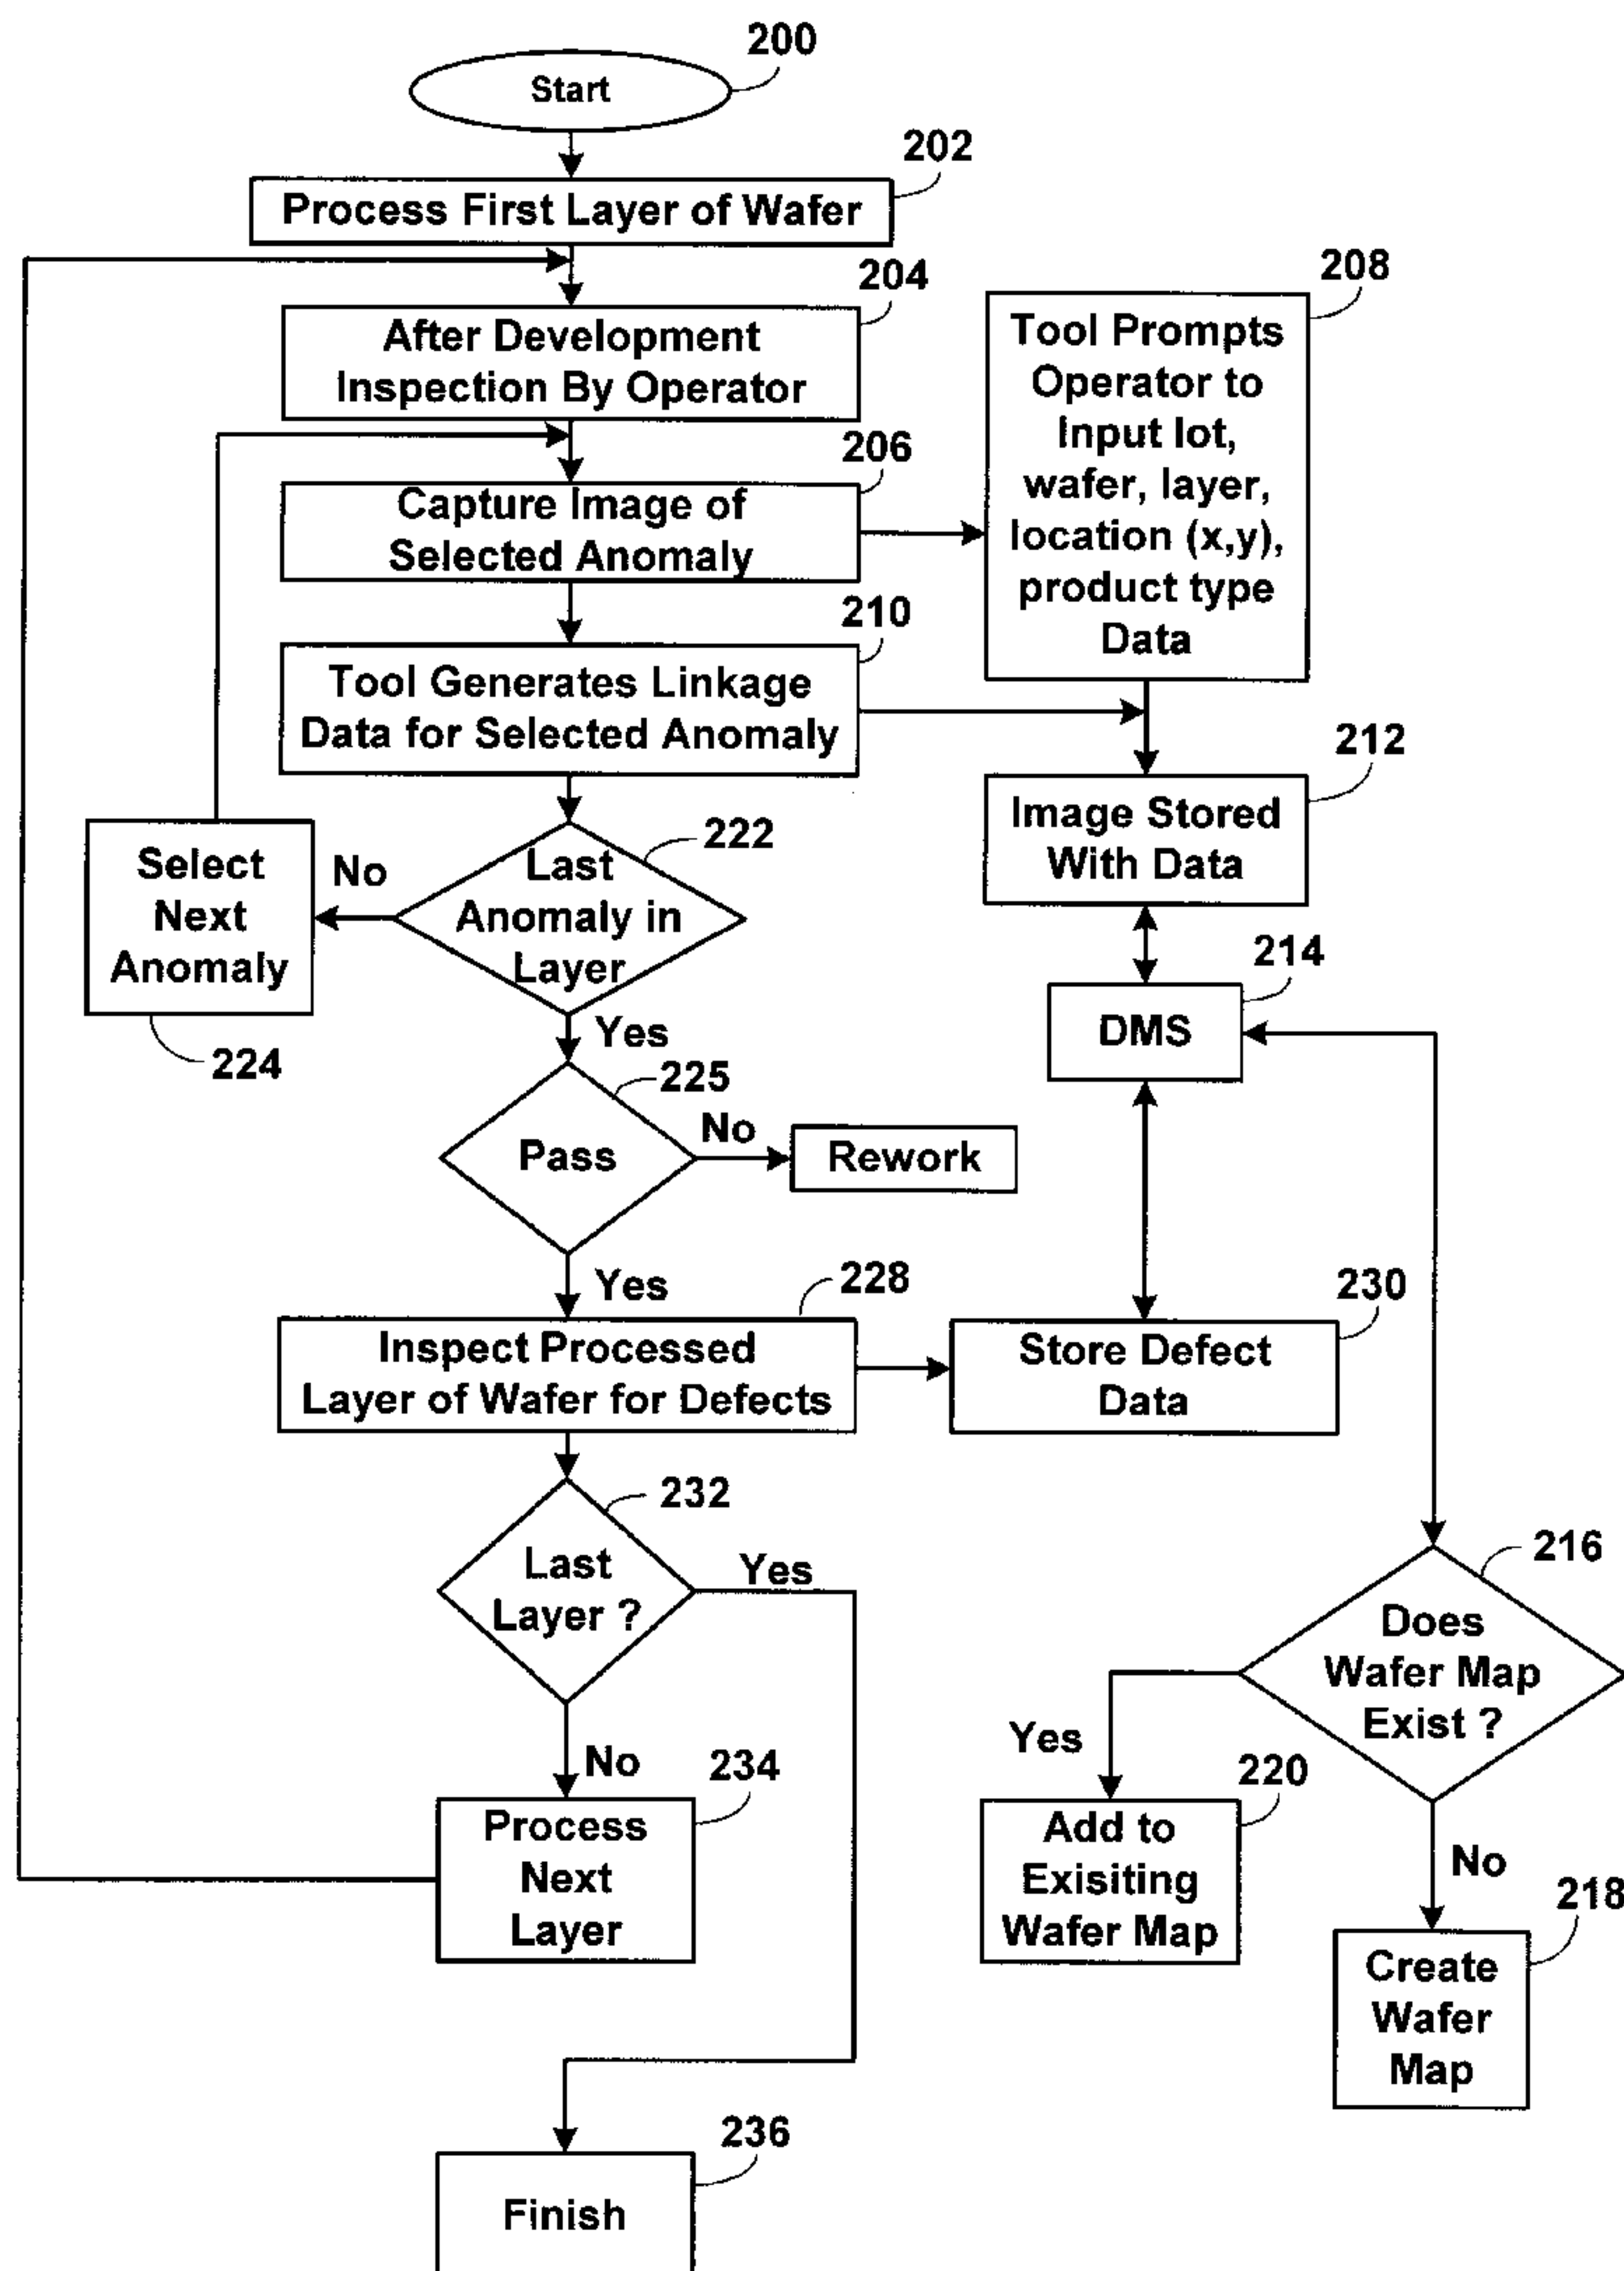 200
Start
202
Process First Layer of Wafer
204
After Development
Inspection By Operator
206
Capture Image of
Selected Anomaly
208
Tool Prompts
Operator to
Input lot,
wafer, layer,
location (x,y),
product type
Data
210
Tool Generates Linkage
Data for Selected Anomaly
212
Image Stored
With Data
222
Last
Anomaly in
Layer
No
Select
Next
Anomaly
224
214
DMS
Yes
225
Pass
No
Rework
Yes
228
Inspect Processed
Layer of Wafer for Defects
230
Store Defect
Data
232
Last
Layer ?
Yes
216
Does
Wafer Map
Exist ?
No
234
Process
Next
Layer
Yes
220
Add to
Exisiting
Wafer Map
No
218
Create
Wafer
Map
236
Finish